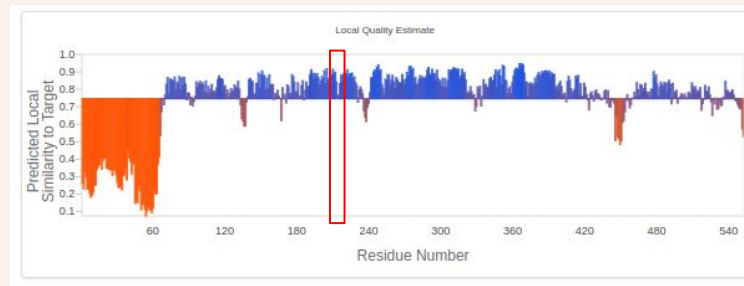 Local Quality Estimate
Predicted Local
Similarity to Target
1.0
0.9
0.8
0.7
0.6
0.5
0.4
0.3
0.2
0.1
60 120 180 240 300 360 420 480 540
Residue Number